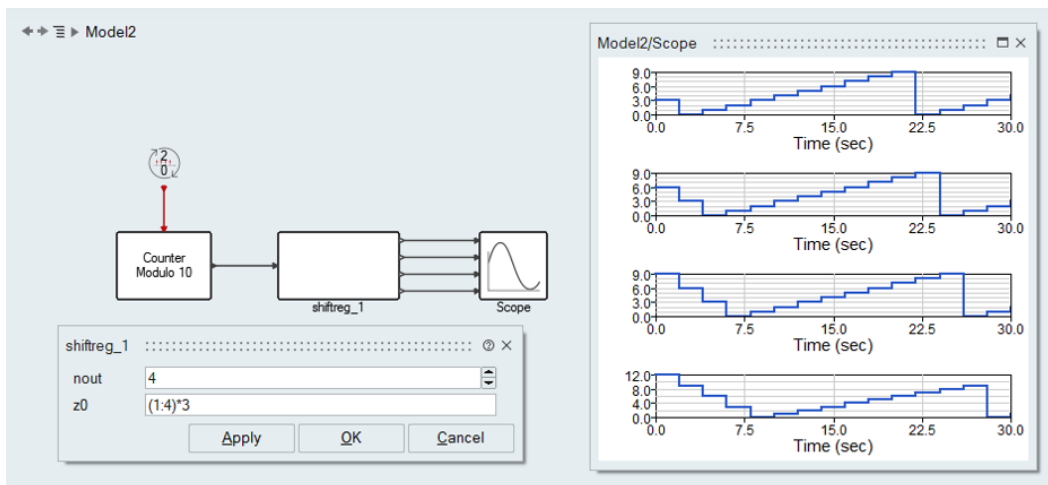 Model2
2
0
Counter
Modulo 10
shiftreg_1
Scope
shiftreg_1
nout 4
z0 (1:4)*3
Apply OK Cancel
Model2/Scope
9.0
6.0
3.0
0.0
0.0 7.5 15.0 22.5 30.0
Time (sec)
9.0
6.0
3.0
0.0
0.0 7.5 15.0 22.5 30.0
Time (sec)
9.0
6.0
3.0
0.0
0.0 7.5 15.0 22.5 30.0
Time (sec)
12.0
8.0
4.0
0.0
0.0 7.5 15.0 22.5 30.0
Time (sec)